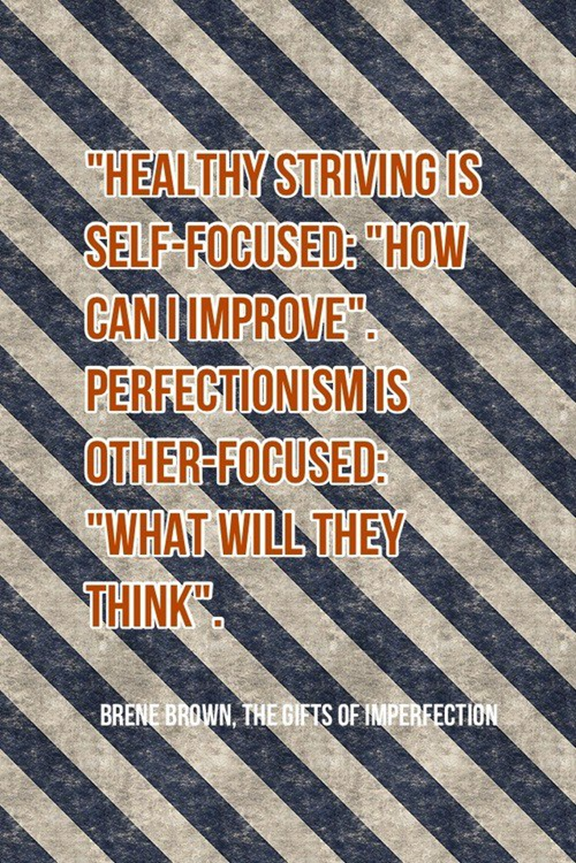 "HEALTHY STRIVING IS
SELF-FOCUSED: "HOW
CAN I IMPROVE".
PERFECTIONISM IS
OTHER-FOCUSED:
"WHAT WILL THEY
THINK".
BRENE BROWN, THE GIFTS OF IMPERFECTION